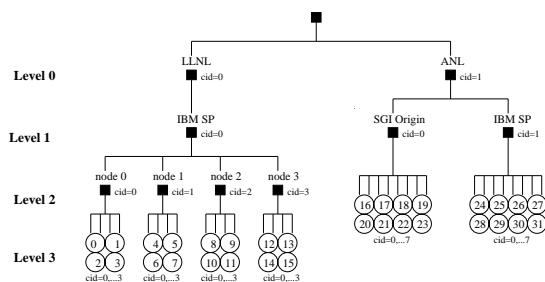 LLNL
ANL
Level 0
cid=0
cid=1
IBM SP
SGI Origin
IBM SP
Level 1
cid=0
cid=0
cid=1
node 0
node 1
node 2
node 3
Level 2
cid=0
cid=1
cid=2
cid=3
16 17 18 19
24 25 26 27
20 21 22 23
28 29 30 31
cid=0,...7
cid=0,...7
Level 3
0 1
4 5
8 9
12 13
2 3
6 7
10 11
14 15
cid=0,...3
cid=0,...3
cid=0,...3
cid=0,...3